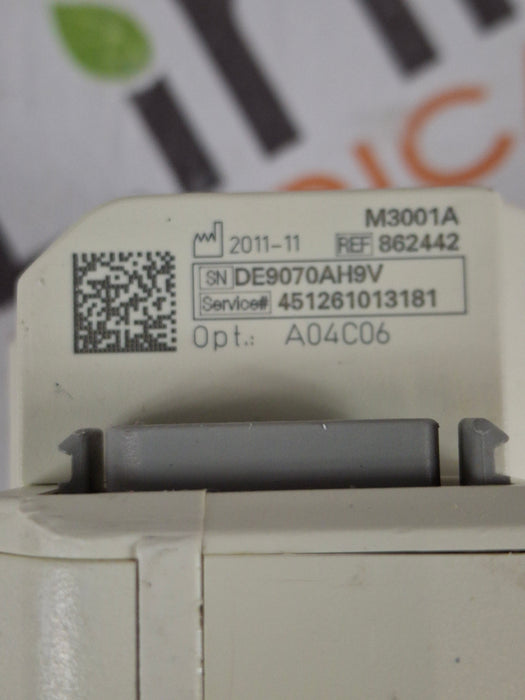 M3001A
2011-11 REF 862442
SN DE9070AH9V
Service# 451261013181
Opt.: A04C06